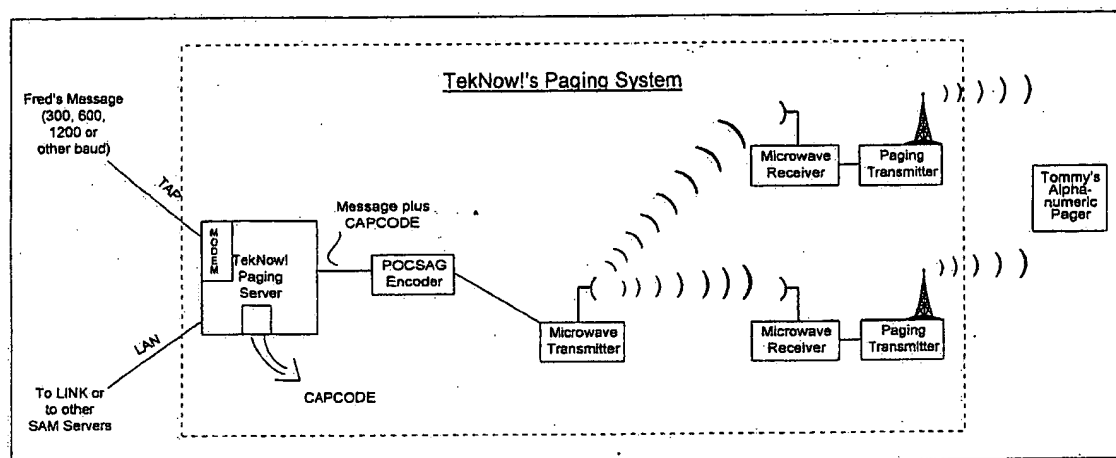 TekNow!'s Paging System
Fred's Message
(300, 600,
1200 or
other baud)
TAP
MODEM
TekNow!
Paging
Server
LAN
To LINK or
to other
SAM Servers
CAPCODE
Message plus
CAPCODE
POCSAG
Encoder
Microwave
Transmitter
Microwave
Receiver
Paging
Transmitter
Microwave
Receiver
Paging
Transmitter
Tommy's
Alpha-
numeric
Pager